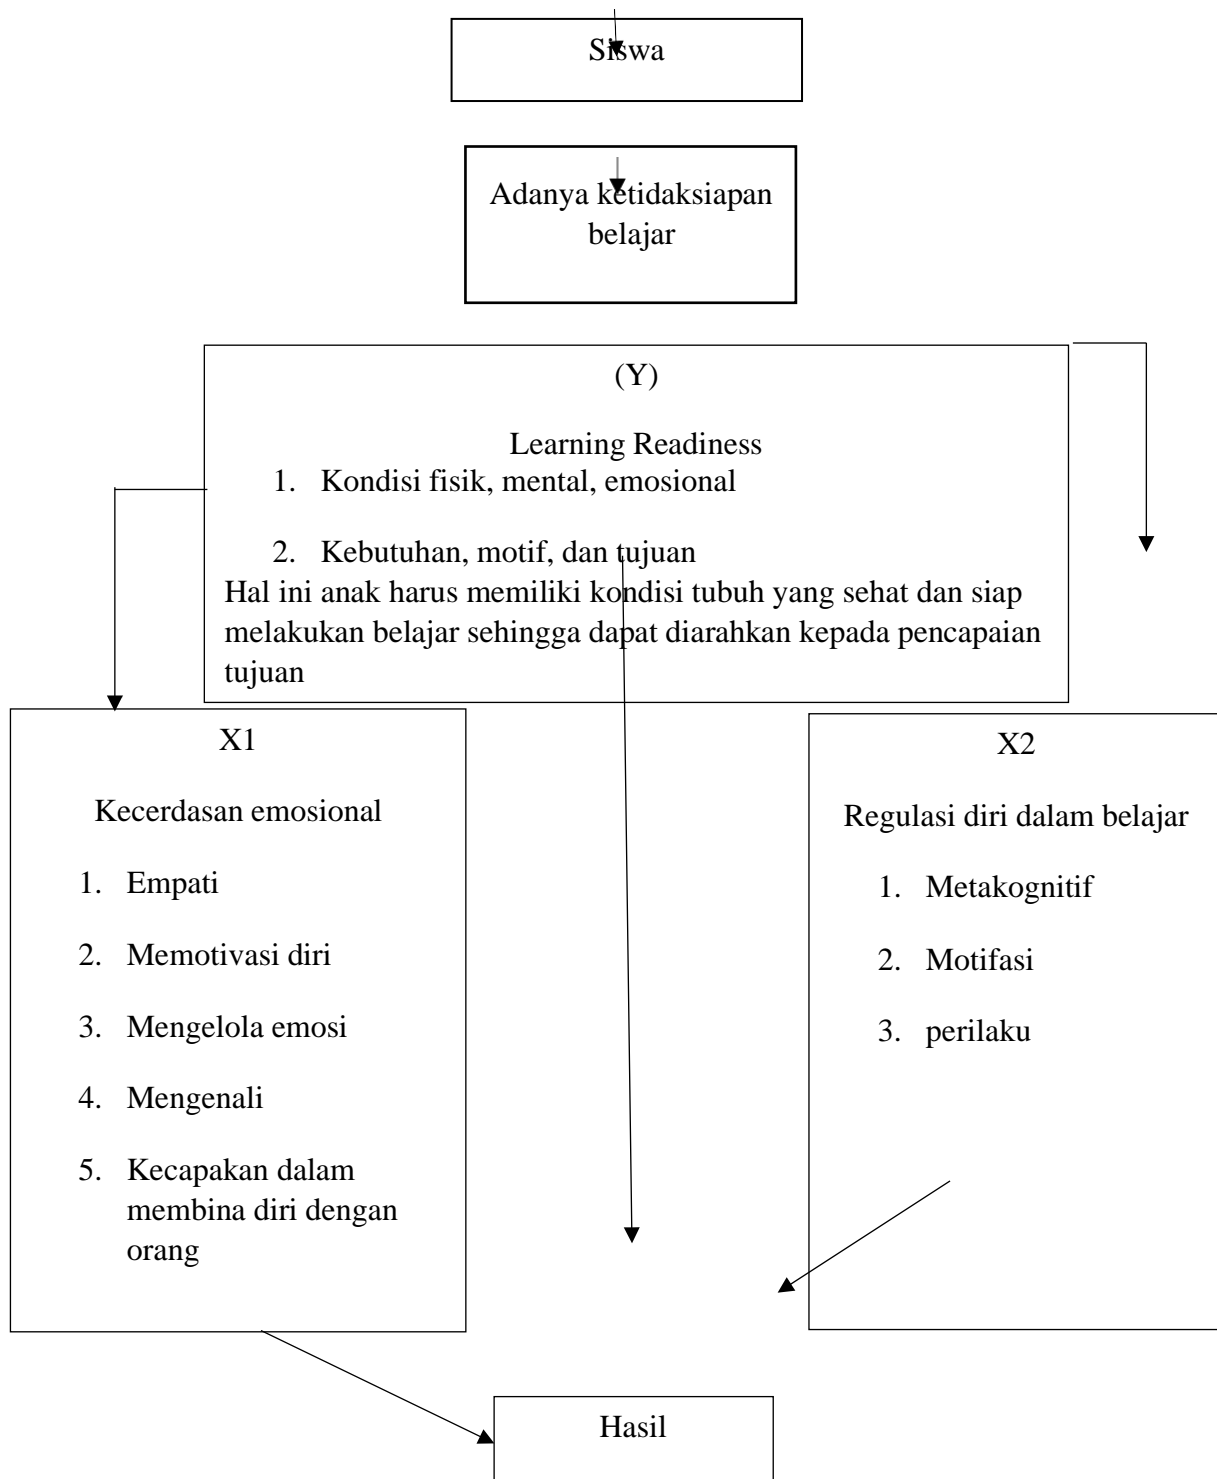 Siswa
Adanya ketidaksiapan
belajar
(Y)
Learning Readiness
1. Kondisi fisik, mental, emosional
2. Kebutuhan, motif, dan tujuan
Hal ini anak harus memiliki kondisi tubuh yang sehat dan siap
melakukan belajar sehingga dapat diarahkan kepada pencapaian
tujuan
X1
Kecerdasan emosional
1. Empati
2. Memotivasi diri
3. Mengelola emosi
4. Mengenali
5. Kecapakan dalam
membina diri dengan
orang
X2
Regulasi diri dalam belajar
1. Metakognitif
2. Motifasi
3. perilaku
Hasil